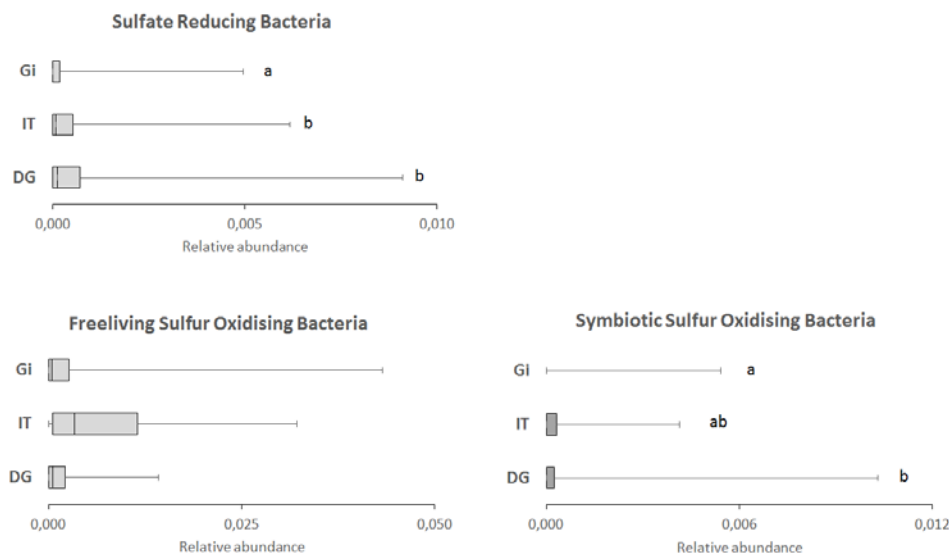 Sulfate Reducing Bacteria
Gi
a
IT
b
DG
b
0,000
0,005
0,010
Relative abundance
Freeliving Sulfur Oxidising Bacteria
Gi
IT
DG
0,000
0,025
0,050
Relative abundance
Symbiotic Sulfur Oxidising Bacteria
Gi
a
IT
ab
DG
b
0,000
0,006
0,012
Relative abundance